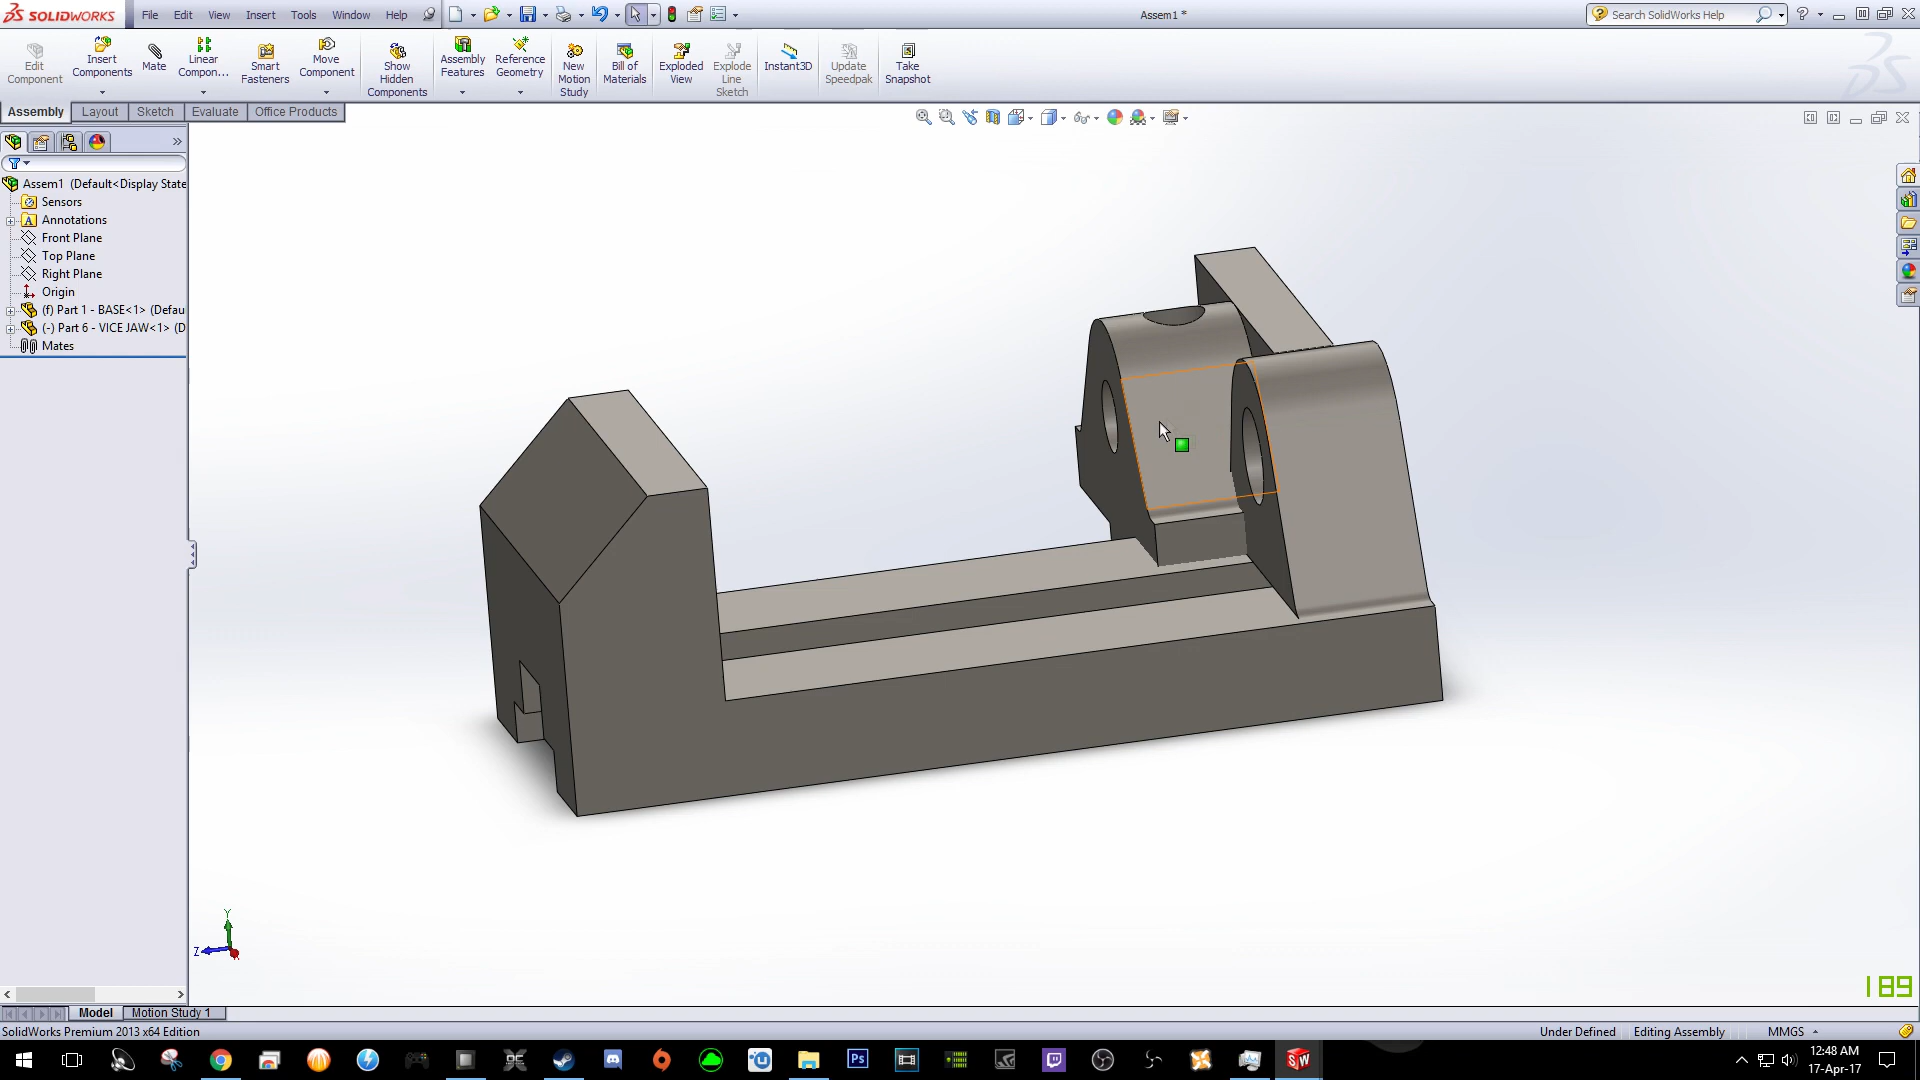 SOLIDWORKS File Edit View Insert Tools Window Help Assem1 * Search SolidWorks Help
Edit Component
Insert Components
Mate
Linear Compon...
Smart Fasteners
Move Component
Show Hidden Components
Assembly Features
Reference Geometry
New Motion Study
Bill of Materials
Exploded View
Explode Line Sketch
Instant3D
Update Speedpak
Take Snapshot
Assembly Layout Sketch Evaluate Office Products
Assem1 (Default<Display State
Sensors
Annotations
Front Plane
Top Plane
Right Plane
Origin
(f) Part 1 - BASE<1> (Defau
(-) Part 6 - VICE JAW<1> (D
Mates
Y
Z
189
Model Motion Study 1
SolidWorks Premium 2013 x64 Edition Under Defined Editing Assembly MMGS
12:48 AM
17-Apr-17